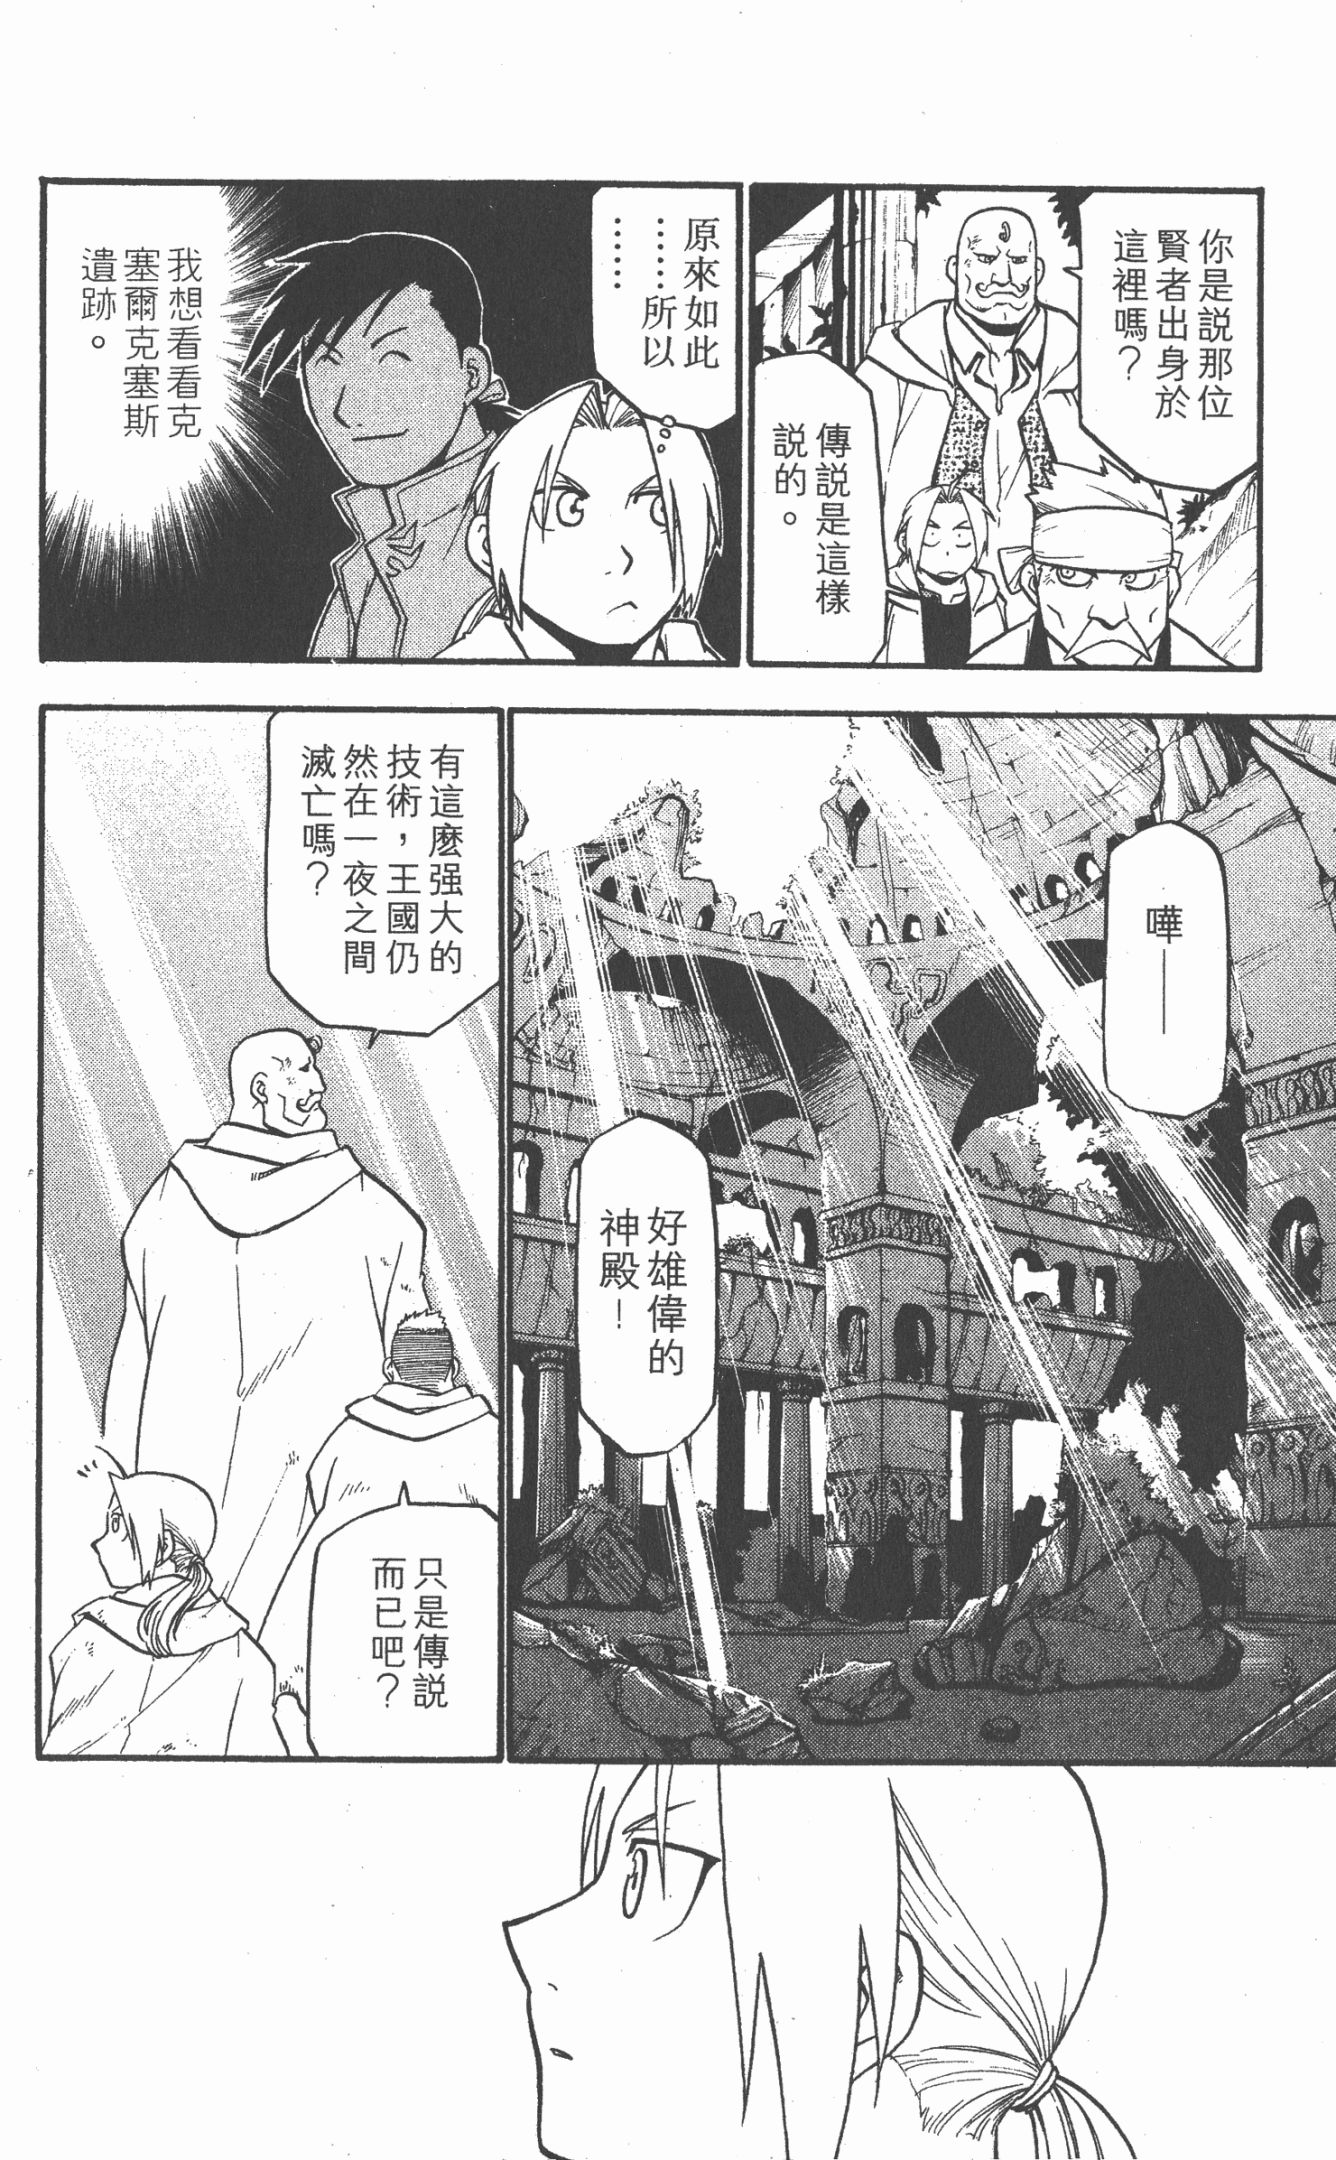 你是說那位
賢者出身於
這裡嗎？
傳說是這樣
說的。
原來如此
……所以
……
我想看看克
塞爾克塞斯
遺跡。
嘩——
好雄偉的
神殿！
有這麼强大的
技術，王國仍
然在一夜之間
滅亡嗎？
只是傳說
而已吧？